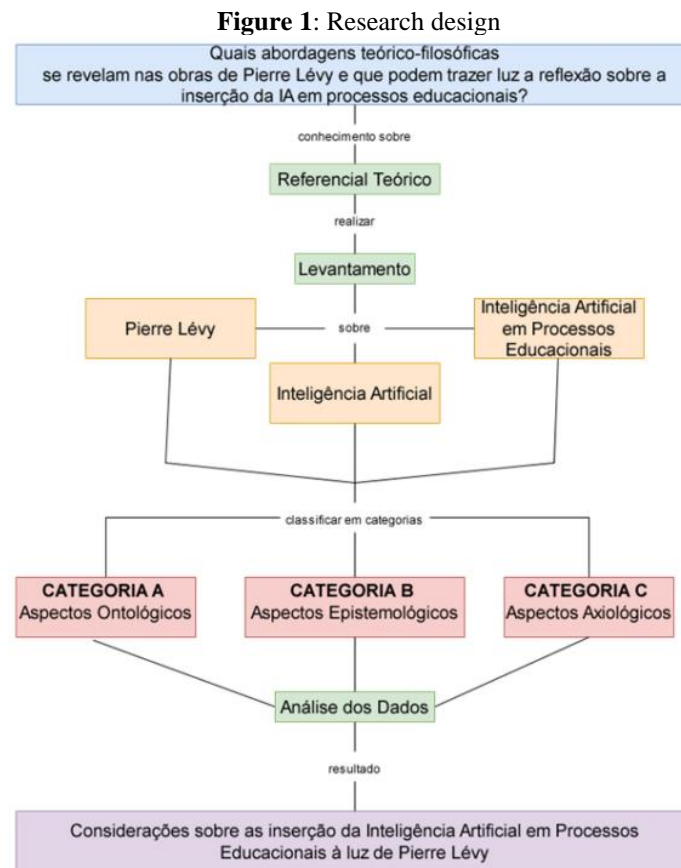 Figure 1: Research design
Quais abordagens teórico-filosóficas
se revelam nas obras de Pierre Lévy e que podem trazer luz a reflexão sobre a
inserção da IA em processos educacionais?
conhecimento sobre
Referencial Teórico
realizar
Levantamento
Pierre Lévy
sobre
Inteligência Artificial
em Processos
Educacionais
Inteligência Artificial
classificar em categorias
CATEGORIA A
Aspectos Ontológicos
CATEGORIA B
Aspectos Epistemológicos
CATEGORIA C
Aspectos Axiológicos
Análise dos Dados
resultado
Considerações sobre as inserção da Inteligência Artificial em Processos
Educacionais à luz de Pierre Lévy